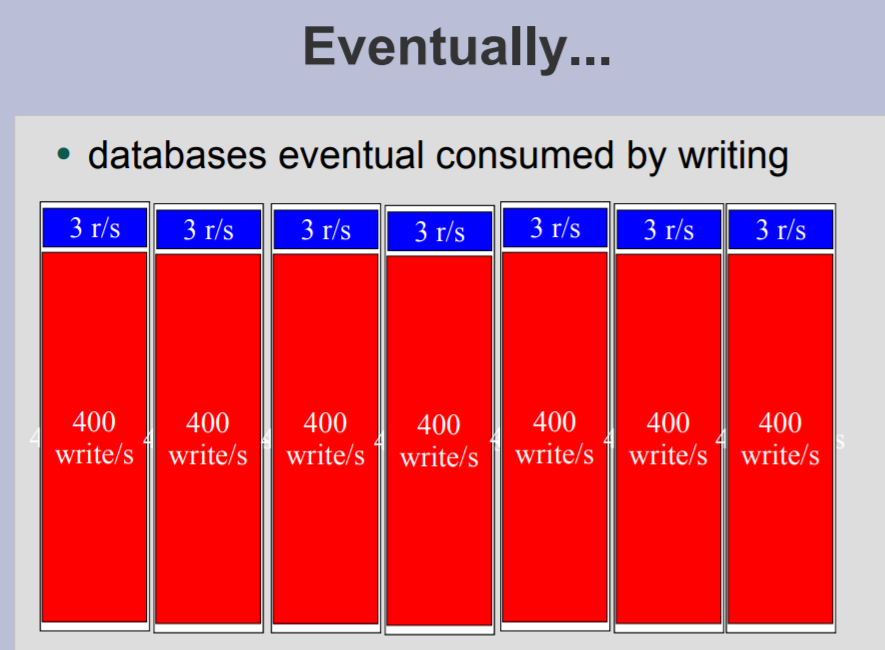 Eventually...
• databases eventual consumed by writing
3 r/s 3 r/s 3 r/s 3 r/s 3 r/s 3 r/s 3 r/s
400 400 400 400 400 400 400
write/s write/s write/s write/s write/s write/s write/s